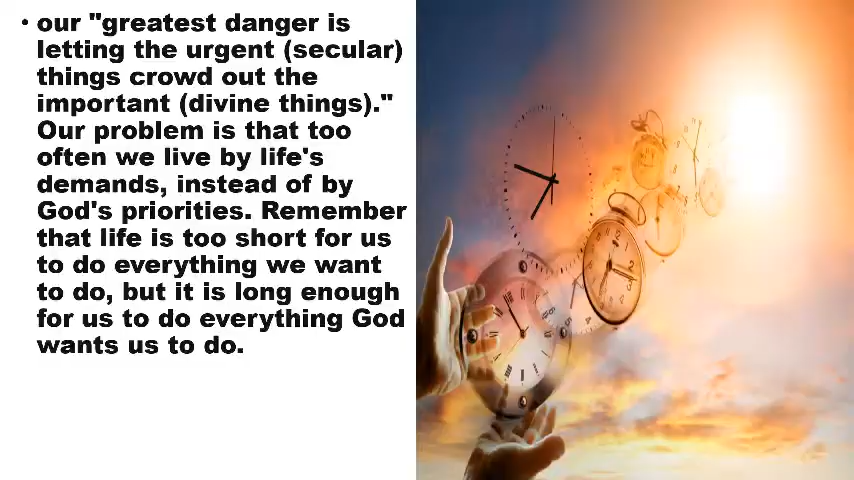 • our "greatest danger is
letting the urgent (secular)
things crowd out the
important (divine things)."
Our problem is that too
often we live by life's
demands, instead of by
God's priorities. Remember
that life is too short for us
to do everything we want
to do, but it is long enough
for us to do everything God
wants us to do.